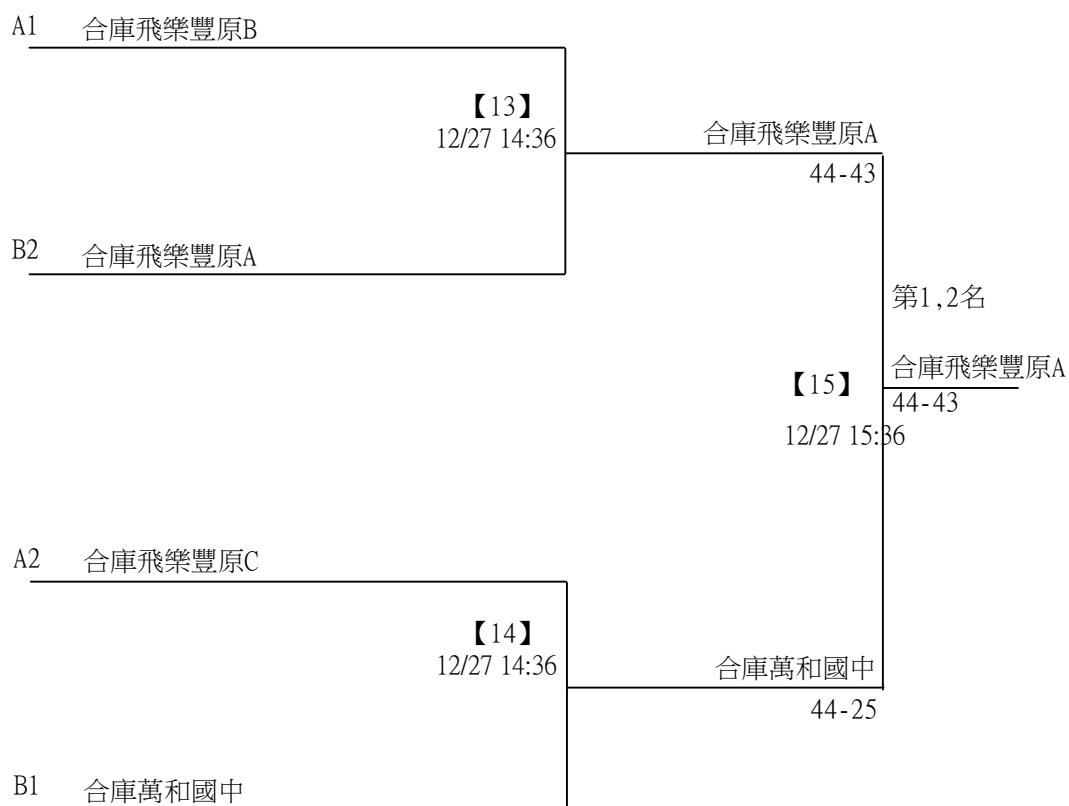 A1 合庫飛樂豐原B
【13】
12/27 14:36
合庫飛樂豐原A
44-43
B2 合庫飛樂豐原A
第1,2名
合庫飛樂豐原A
【15】
44-43
12/27 15:36
A2 合庫飛樂豐原C
【14】
12/27 14:36
合庫萬和國中
44-25
B1 合庫萬和國中